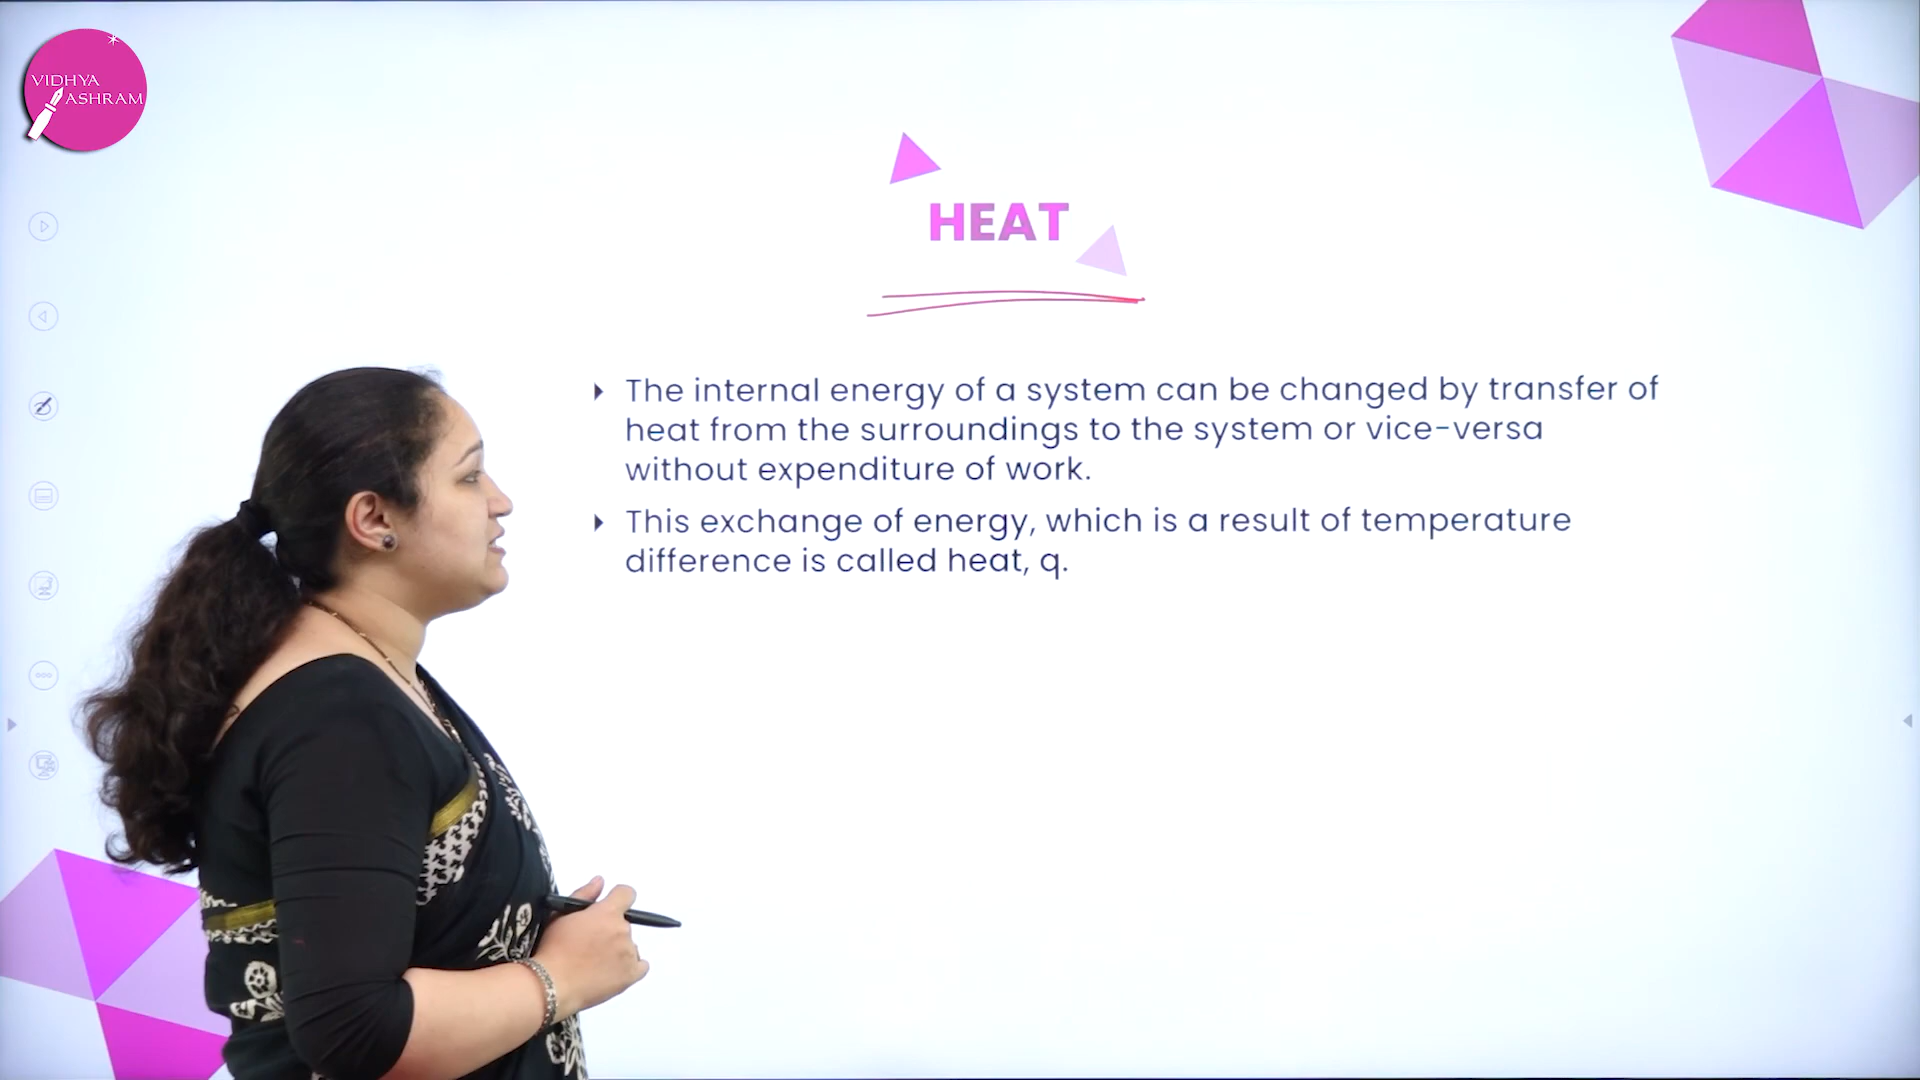 VIDHYA
ASHRAM
HEAT
The internal energy of a system can be changed by transfer of
heat from the surroundings to the system or vice-versa
without expenditure of work.
This exchange of energy, which is a result of temperature
difference is called heat, q.